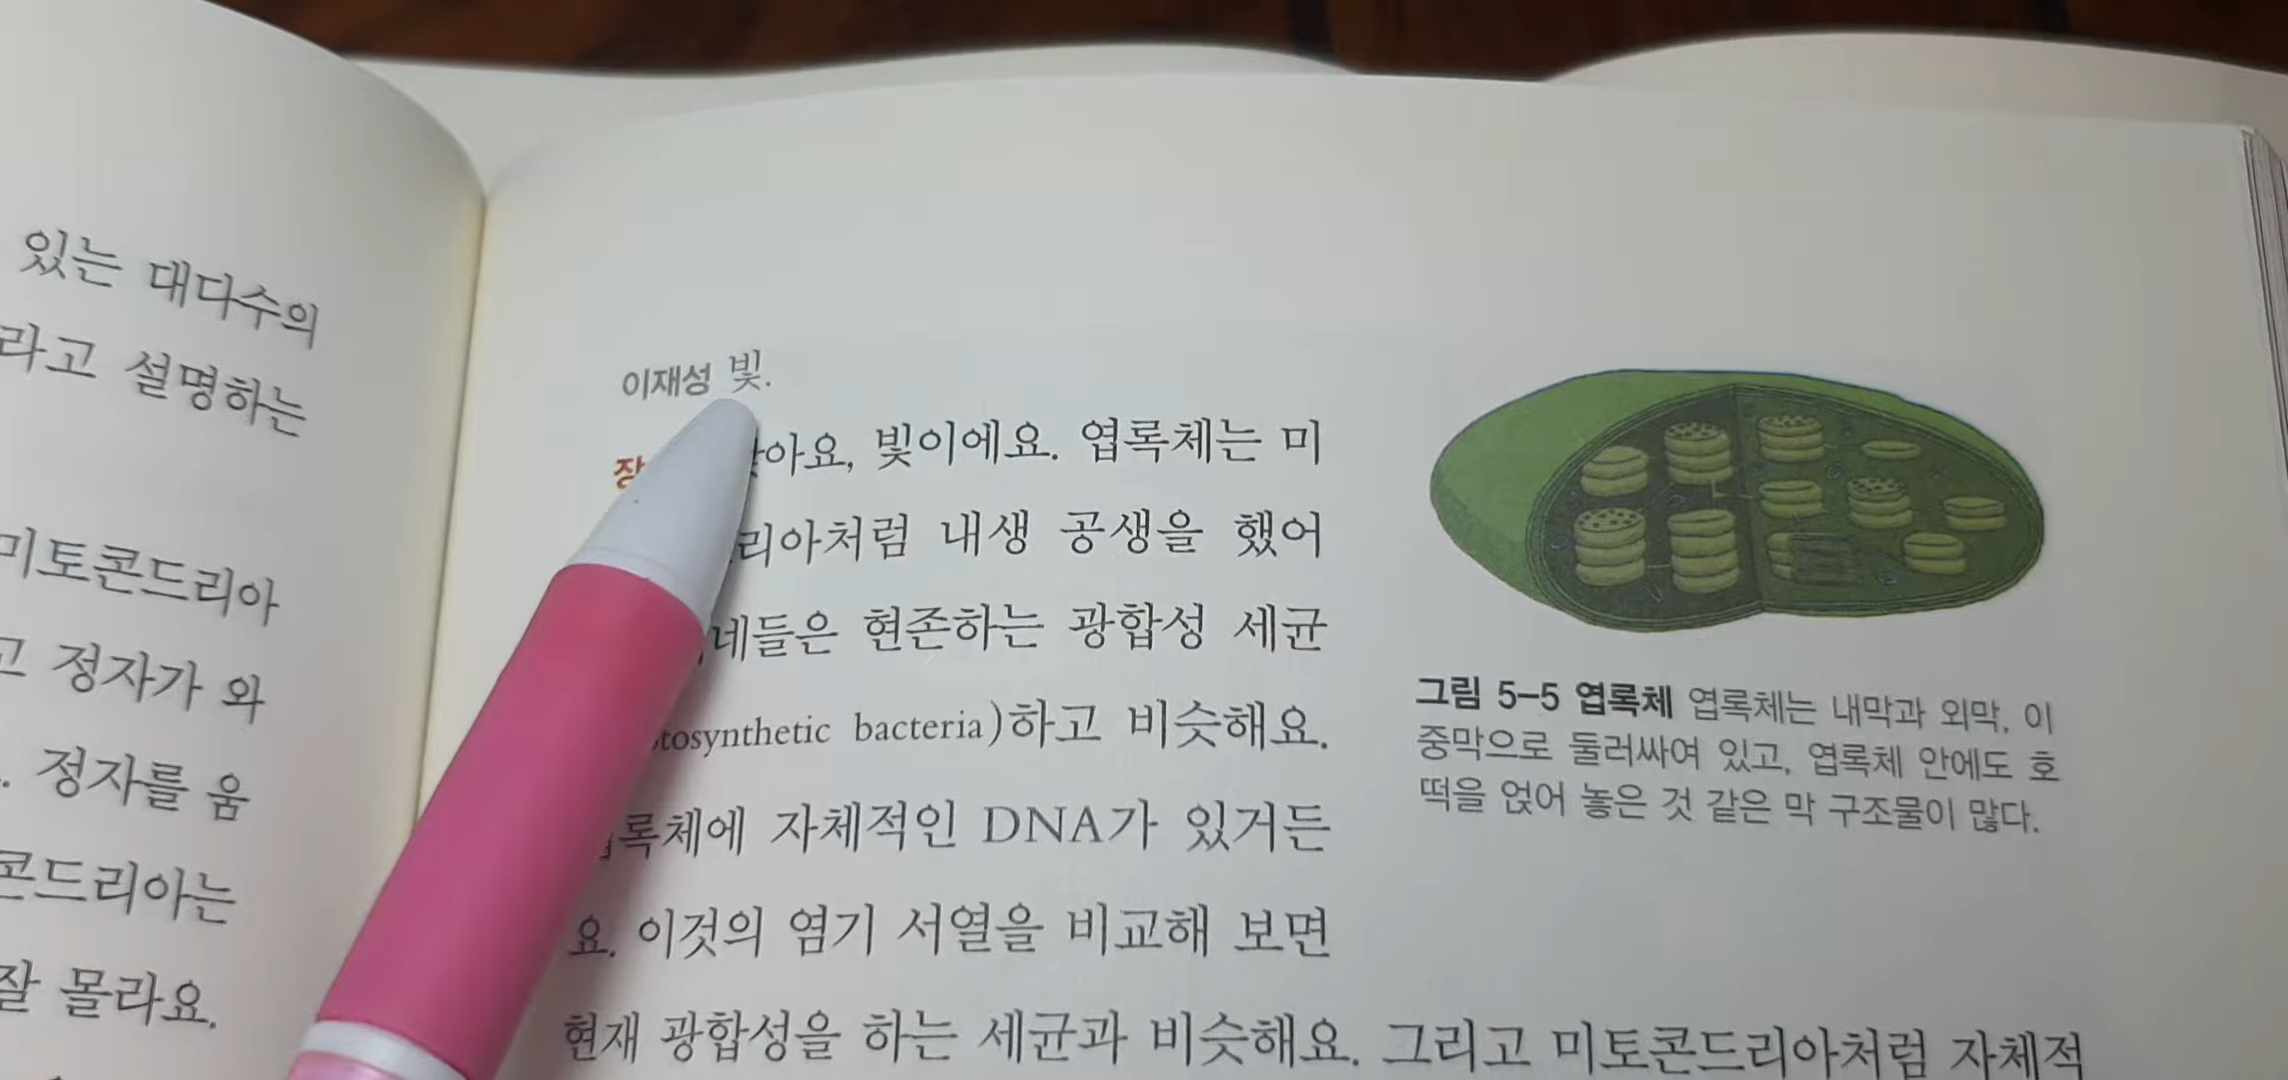 있는 대다수의
라고 설명하는
미토콘드리아
고 정자가 와
. 정자를 움
콘드리아는
잘 몰라요.
이재성 빛.
장 맞아요, 빛이에요. 엽록체는 미
리아처럼 내생 공생을 했어
네들은 현존하는 광합성 세균
tosynthetic bacteria)하고 비슷해요.
록체에 자체적인 DNA가 있거든
요. 이것의 염기 서열을 비교해 보면
현재 광합성을 하는 세균과 비슷해요. 그리고 미토콘드리아처럼 자체적
그림 5-5 엽록체 엽록체는 내막과 외막, 이
중막으로 둘러싸여 있고, 엽록체 안에도 호
떡을 얹어 놓은 것 같은 막 구조물이 많다.